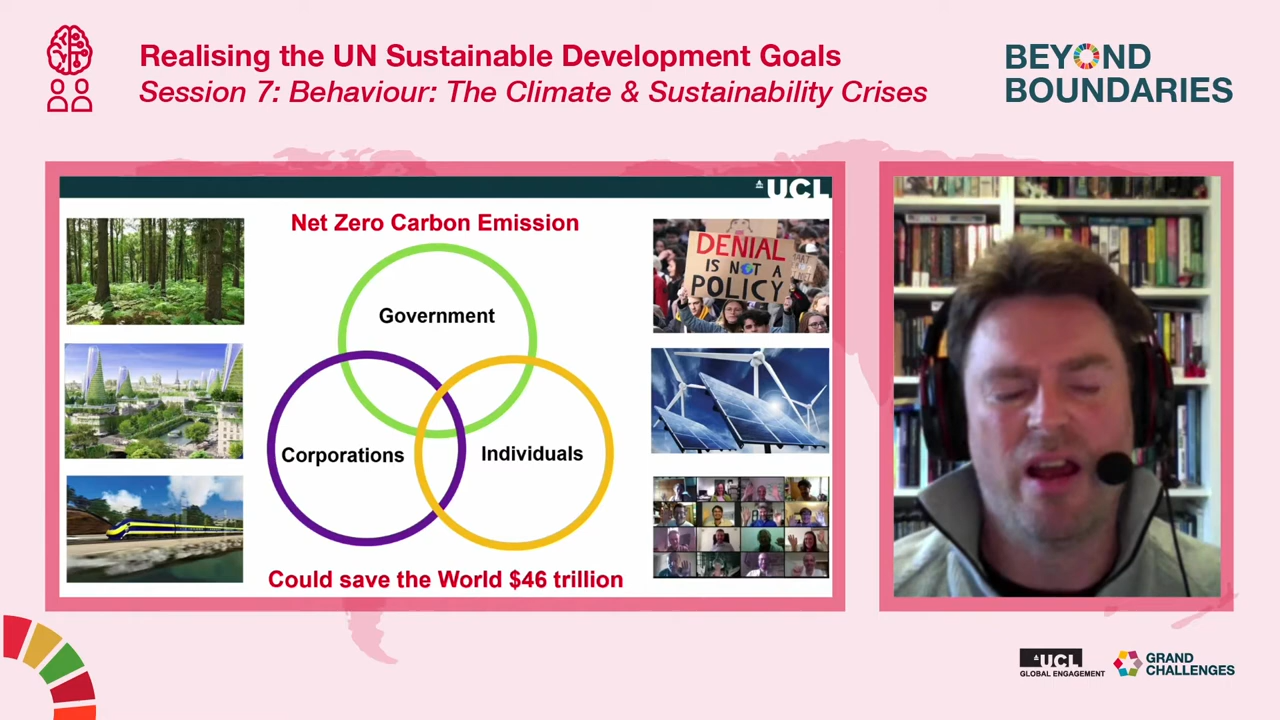 Realising the UN Sustainable Development Goals
Session 7: Behaviour: The Climate & Sustainability Crises
BEYOND
BOUNDARIES
UCL
Net Zero Carbon Emission
Government
Corporations
Individuals
Could save the World $46 trillion
DENIAL
IS NOT A
POLICY
UCL
GLOBAL ENGAGEMENT
GRAND
CHALLENGES